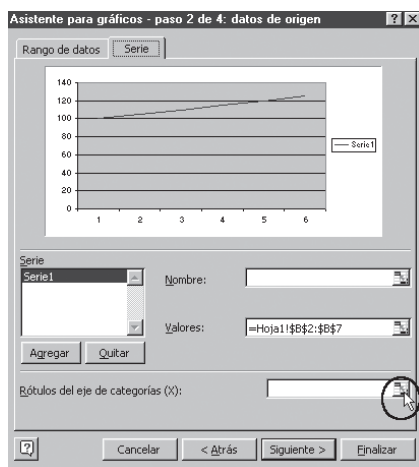 Asistente para gráficos - paso 2 de 4: datos de origen
Rango de datos Serie
140
120
100
80
60
40
20
0
1 2 3 4 5 6
Serie1
Serie
Serie1
Nombre:
Valores: =Hoja1!$B$2:$B$7
Agregar Quitar
Rótulos del eje de categorías (X):
Cancelar < Atrás Siguiente > Finalizar